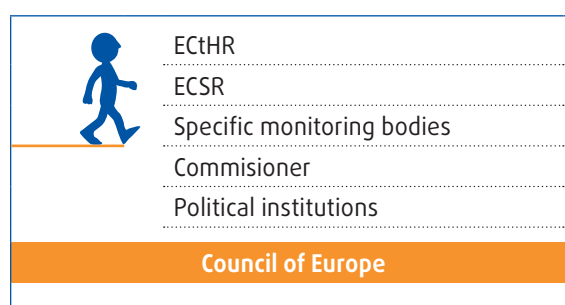 ECtHR
ECSR
Specific monitoring bodies
Commisioner
Political institutions
Council of Europe